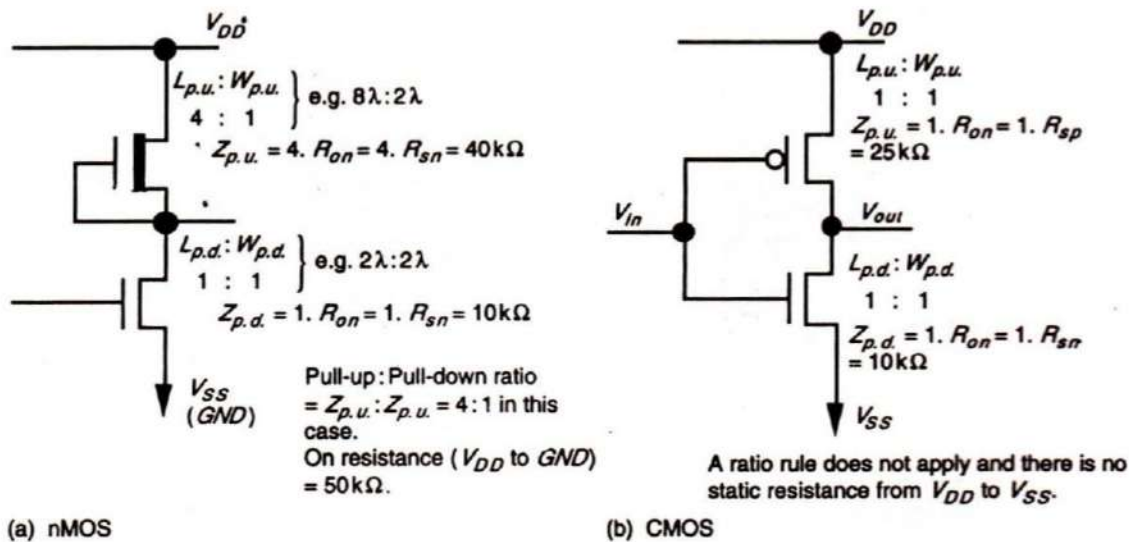 V_DD
L_p.u. : W_p.u. } e.g. 8λ:2λ
4 : 1
Z_p.u. = 4. R_on = 4. R_sn = 40kΩ
L_p.d. : W_p.d. } e.g. 2λ:2λ
1 : 1
Z_p.d. = 1. R_on = 1. R_sn = 10kΩ
V_SS
(GND)
Pull-up : Pull-down ratio
= Z_p.u. : Z_p.u. = 4 : 1 in this
case.
On resistance (V_DD to GND)
= 50kΩ.
(a) nMOS
V_DD
L_p.u. : W_p.u.
1 : 1
Z_p.u. = 1. R_on = 1. R_sp
= 25kΩ
V_in
V_out
L_p.d. : W_p.d.
1 : 1
Z_p.d. = 1. R_on = 1. R_sn
= 10kΩ
V_SS
A ratio rule does not apply and there is no
static resistance from V_DD to V_SS.
(b) CMOS